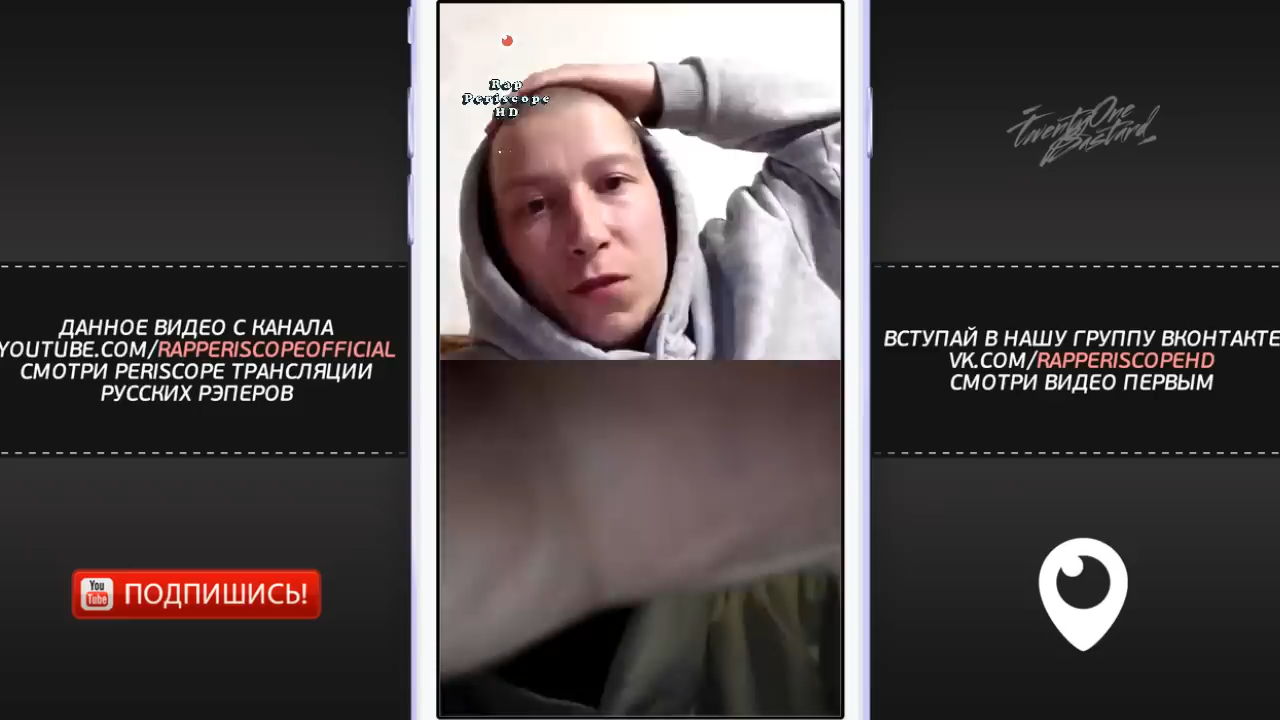 Rap
Periscope
HD
TwentyOne
Bastard
ДАННОЕ ВИДЕО С КАНАЛА
YOUTUBE.COM/RAPPERISCOPEOFFICIAL
СМОТРИ PERISCOPE ТРАНСЛЯЦИИ
РУССКИХ РЭПЕРОВ
ВСТУПАЙ В НАШУ ГРУППУ ВКОНТАКТЕ
VK.COM/RAPPERISCOPEHD
СМОТРИ ВИДЕО ПЕРВЫМ
You
Tube
ПОДПИШИСЬ!